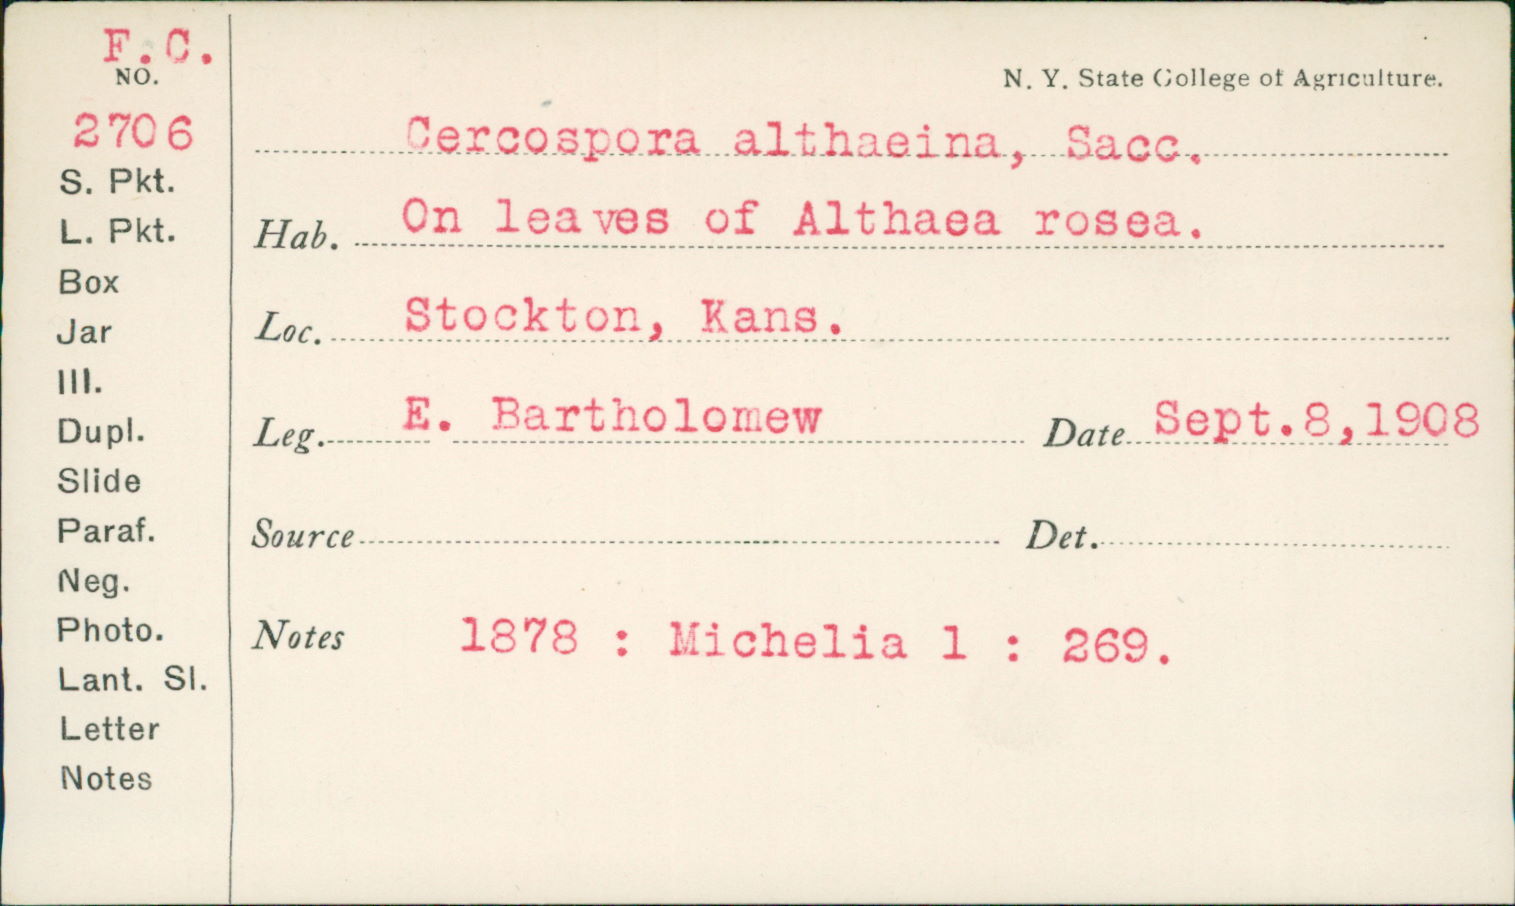 F.C.
NO.
2706
S. Pkt.
L. Pkt.
Box
Jar
Ill.
Dupl.
Slide
Paraf.
Neg.
Photo.
Lant. Sl.
Letter
Notes
N. Y. State College of Agriculture.
Cercospora althaeina, Sacc.
Hab. On leaves of Althaea rosea.
Loc. Stockton, Kans.
Leg. E. Bartholomew Date Sept.8,1908
Source Det.
Notes 1878 : Michelia 1 : 269.